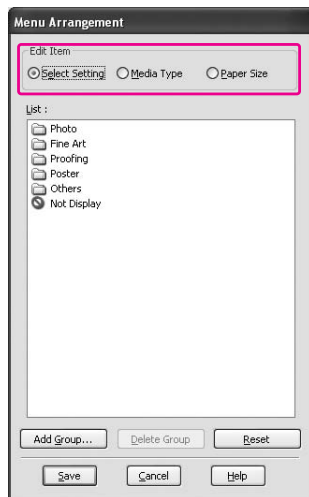 Menu Arrangement
Edit Item
Select Setting Media Type Paper Size
List :
Photo
Fine Art
Proofing
Poster
Others
Not Display
Add Group... Delete Group Reset
Save Cancel Help